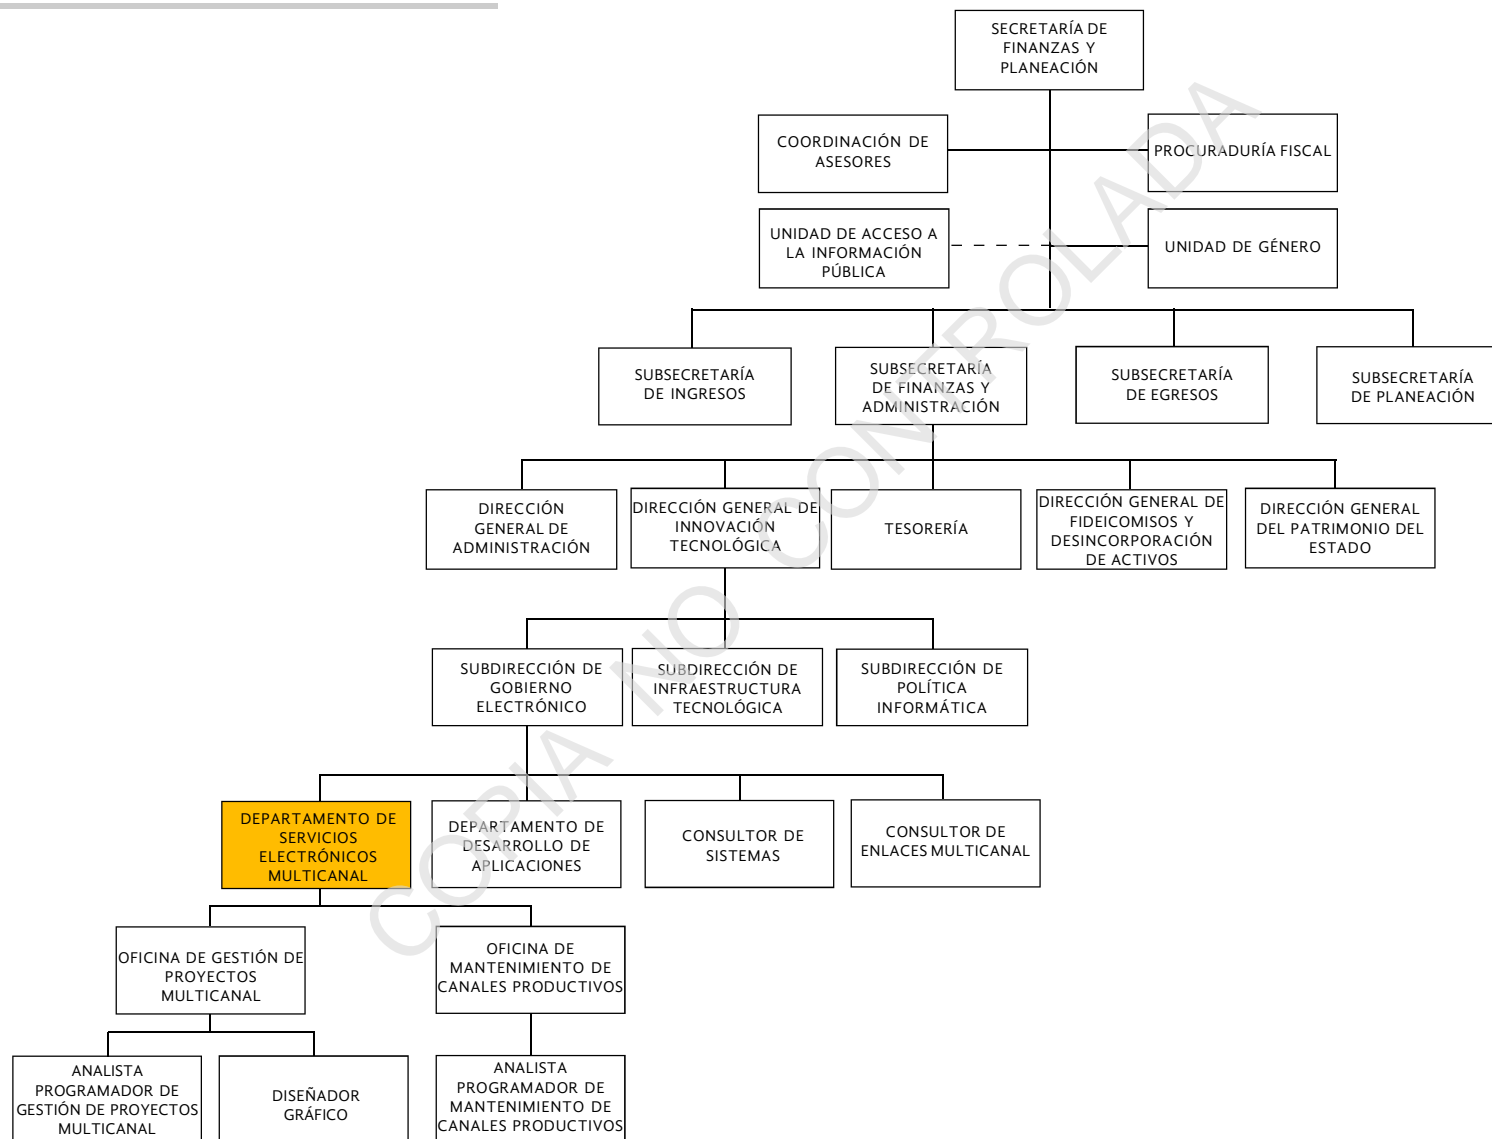 SECRETARÍA DE
FINANZAS Y
PLANEACIÓN
COORDINACIÓN DE
ASESORES
PROCURADURÍA FISCAL
UNIDAD DE ACCESO A
LA INFORMACIÓN
PÚBLICA
UNIDAD DE GÉNERO
SUBSECRETARÍA
DE INGRESOS
SUBSECRETARÍA
DE FINANZAS Y
ADMINISTRACIÓN
SUBSECRETARÍA
DE EGRESOS
SUBSECRETARÍA
DE PLANEACIÓN
DIRECCIÓN
GENERAL DE
ADMINISTRACIÓN
DIRECCIÓN GENERAL DE
INNOVACIÓN
TECNOLÓGICA
TESORERÍA
DIRECCIÓN GENERAL DE
FIDEICOMISOS Y
DESINCORPORACIÓN
DE ACTIVOS
DIRECCIÓN GENERAL
DEL PATRIMONIO DEL
ESTADO
SUBDIRECCIÓN DE
GOBIERNO
ELECTRÓNICO
SUBDIRECCIÓN DE
INFRAESTRUCTURA
TECNOLÓGICA
SUBDIRECCIÓN DE
POLÍTICA
INFORMÁTICA
DEPARTAMENTO DE
SERVICIOS
ELECTRÓNICOS
MULTICANAL
DEPARTAMENTO DE
DESARROLLO DE
APLICACIONES
CONSULTOR DE
SISTEMAS
CONSULTOR DE
ENLACES MULTICANAL
OFICINA DE GESTIÓN DE
PROYECTOS
MULTICANAL
OFICINA DE
MANTENIMIENTO DE
CANALES PRODUCTIVOS
ANALISTA
PROGRAMADOR DE
GESTIÓN DE PROYECTOS
MULTICANAL
DISEÑADOR
GRÁFICO
ANALISTA
PROGRAMADOR DE
MANTENIMIENTO DE
CANALES PRODUCTIVOS
COPIA NO CONTROLADA